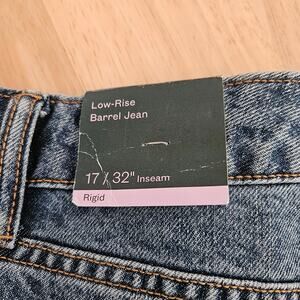 Low-Rise
Barrel Jean
17 / 32" Inseam
Rigid